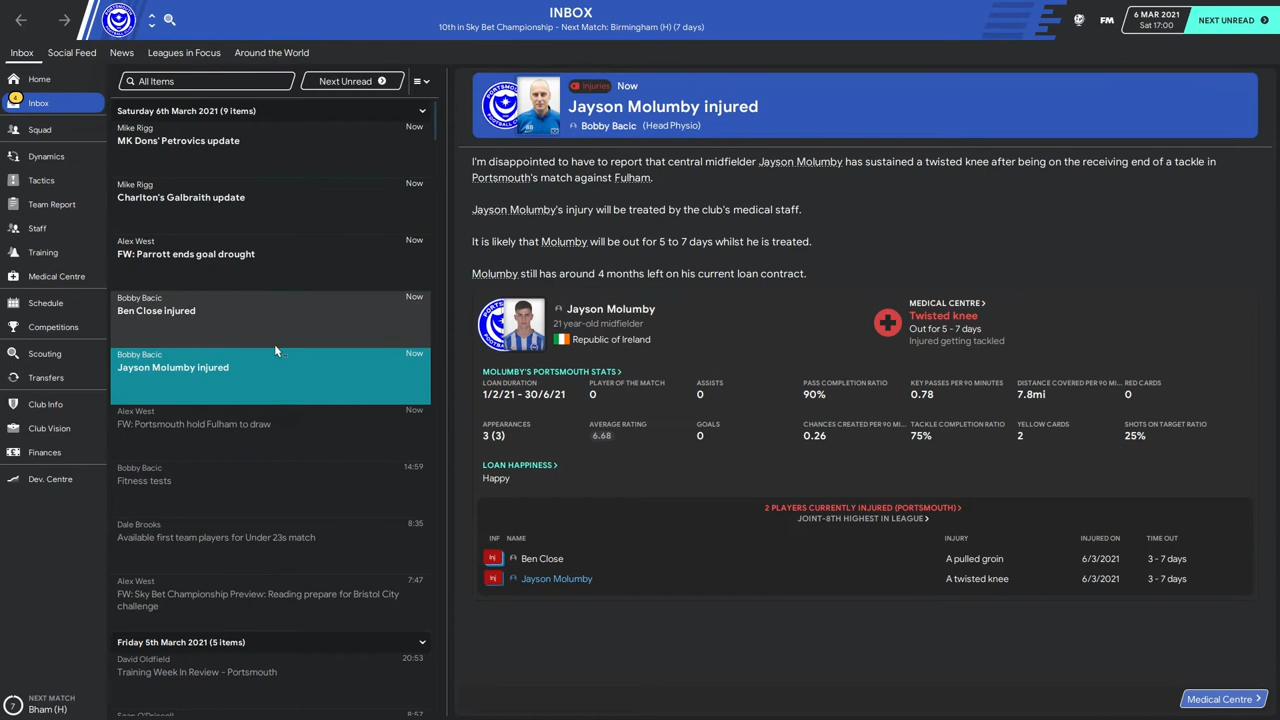 INBOX
10th in Sky Bet Championship - Next Match: Birmingham (H) (7 days)
FM
6 MAR 2021
Sat 17:00
NEXT UNREAD
Inbox
Social Feed
News
Leagues in Focus
Around the World
Home
4
Inbox
Squad
Dynamics
Tactics
Team Report
Staff
Training
Medical Centre
Schedule
Competitions
Scouting
Transfers
Club Info
Club Vision
Finances
Dev. Centre
7
NEXT MATCH
Bham (H)
All Items
Next Unread
Saturday 6th March 2021 (9 items)
Mike Rigg Now
MK Dons' Petrovics update
Mike Rigg Now
Charlton's Galbraith update
Alex West Now
FW: Parrott ends goal drought
Bobby Bacic Now
Ben Close injured
Bobby Bacic Now
Jayson Molumby injured
Alex West Now
FW: Portsmouth hold Fulham to draw
Bobby Bacic 14:59
Fitness tests
Dale Brooks 8:35
Available first team players for Under 23s match
Alex West 7:47
FW: Sky Bet Championship Preview: Reading prepare for Bristol City
challenge
Friday 5th March 2021 (5 items)
David Oldfield 20:53
Training Week In Review - Portsmouth
Sean O'Driscoll 8:57
Injuries Now
Jayson Molumby injured
Bobby Bacic (Head Physio)
I'm disappointed to have to report that central midfielder Jayson Molumby has sustained a twisted knee after being on the receiving end of a tackle in
Portsmouth's match against Fulham.
Jayson Molumby's injury will be treated by the club's medical staff.
It is likely that Molumby will be out for 5 to 7 days whilst he is treated.
Molumby still has around 4 months left on his current loan contract.
Jayson Molumby
21 year-old midfielder
Republic of Ireland
MEDICAL CENTRE
Twisted knee
Out for 5 - 7 days
Injured getting tackled
MOLUMBY'S PORTSMOUTH STATS
LOAN DURATION PLAYER OF THE MATCH ASSISTS PASS COMPLETION RATIO KEY PASSES PER 90 MINUTES DISTANCE COVERED PER 90 MI... RED CARDS
1/2/21 - 30/6/21 0 0 90% 0.78 7.8mi 0
APPEARANCES AVERAGE RATING GOALS CHANCES CREATED PER 90 MI... TACKLE COMPLETION RATIO YELLOW CARDS SHOTS ON TARGET RATIO
3 (3) 6.68 0 0.26 75% 2 25%
LOAN HAPPINESS
Happy
2 PLAYERS CURRENTLY INJURED (PORTSMOUTH)
JOINT-8TH HIGHEST IN LEAGUE
INF NAME INJURY INJURED ON TIME OUT
Inj Ben Close A pulled groin 6/3/2021 3 - 7 days
Inj Jayson Molumby A twisted knee 6/3/2021 3 - 7 days
Medical Centre